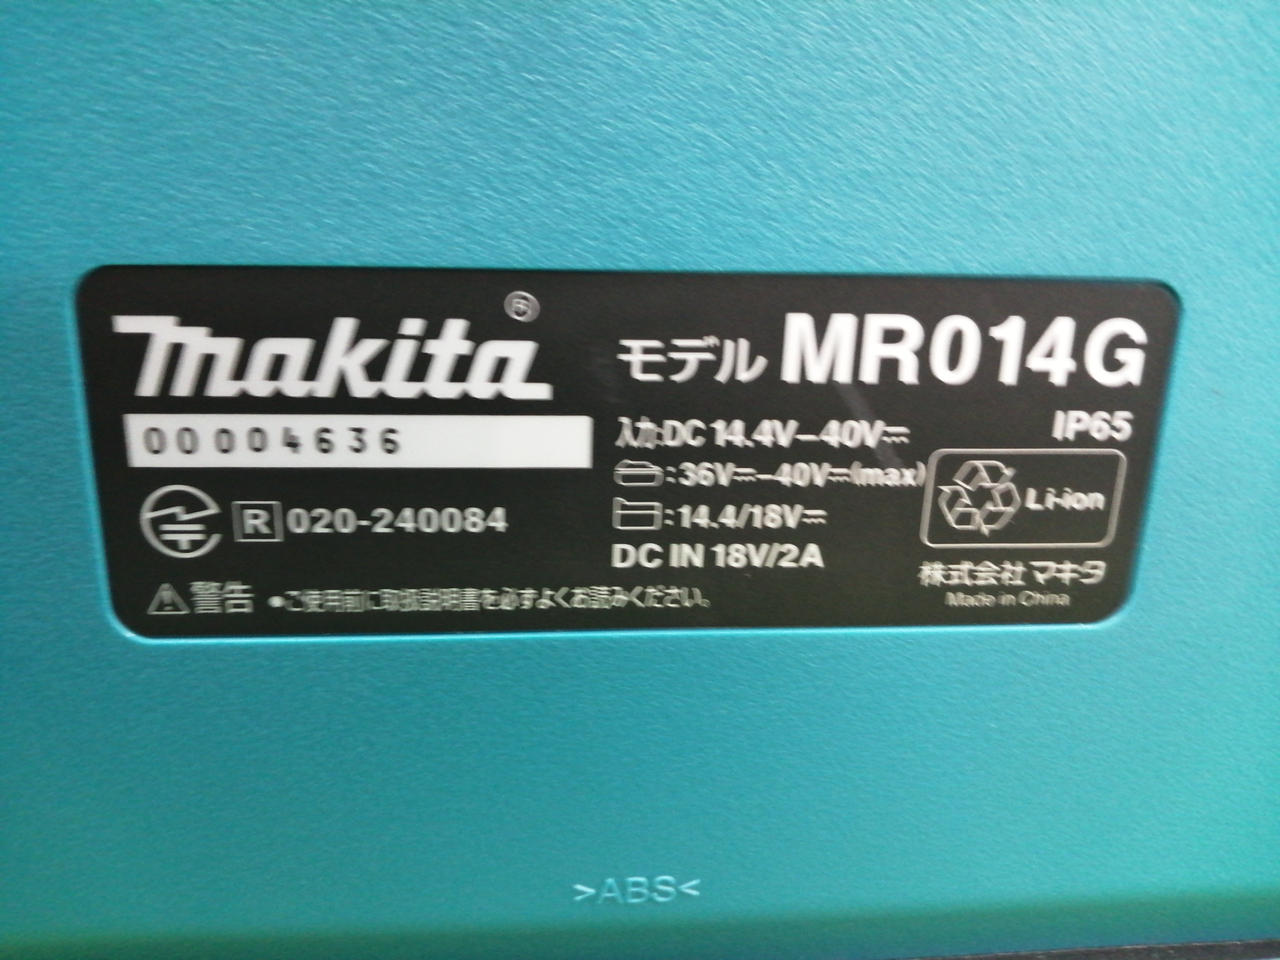 makita®
00004636
R 020-240084
警告 ●ご使用前に取扱説明書を必ずよくお読みください。
モデル MR014G
IP65
入力:DC 14.4V⎓40V⎓
:36V⎓-40V⎓(max)
:14.4/18V⎓
DC IN 18V/2A
Li-ion
株式会社 マキタ
Made in China
>ABS<